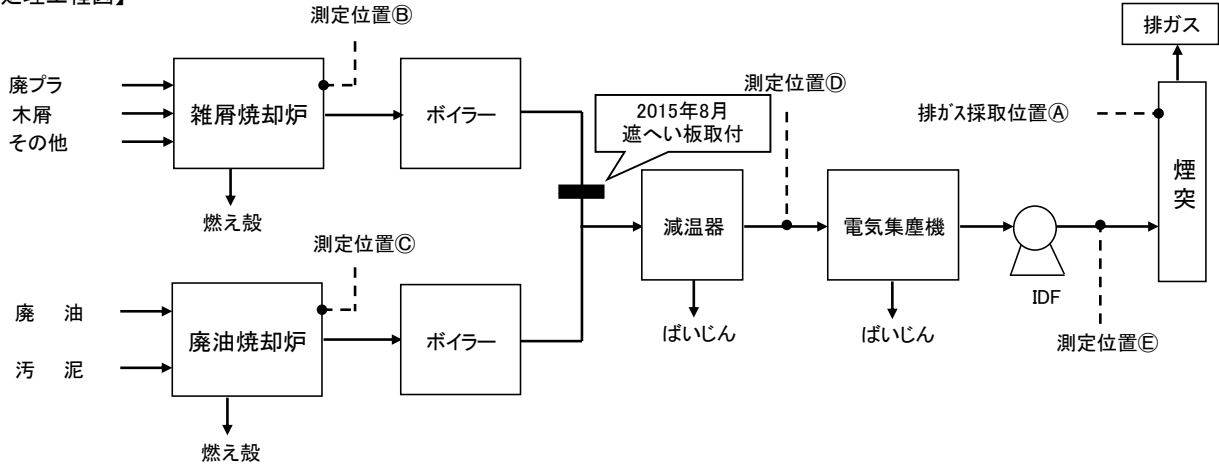 処理工程図】
測定位置Ⓑ
排ガス
廃プラ
木屑
その他
雑屑焼却炉
ボイラー
2015年8月
遮へい板取付
測定位置Ⓓ
排ガス採取位置Ⓐ
煙突
燃え殻
減温器
電気集塵機
測定位置Ⓒ
IDF
廃 油
汚 泥
廃油焼却炉
ボイラー
ばいじん
ばいじん
測定位置Ⓔ
燃え殻